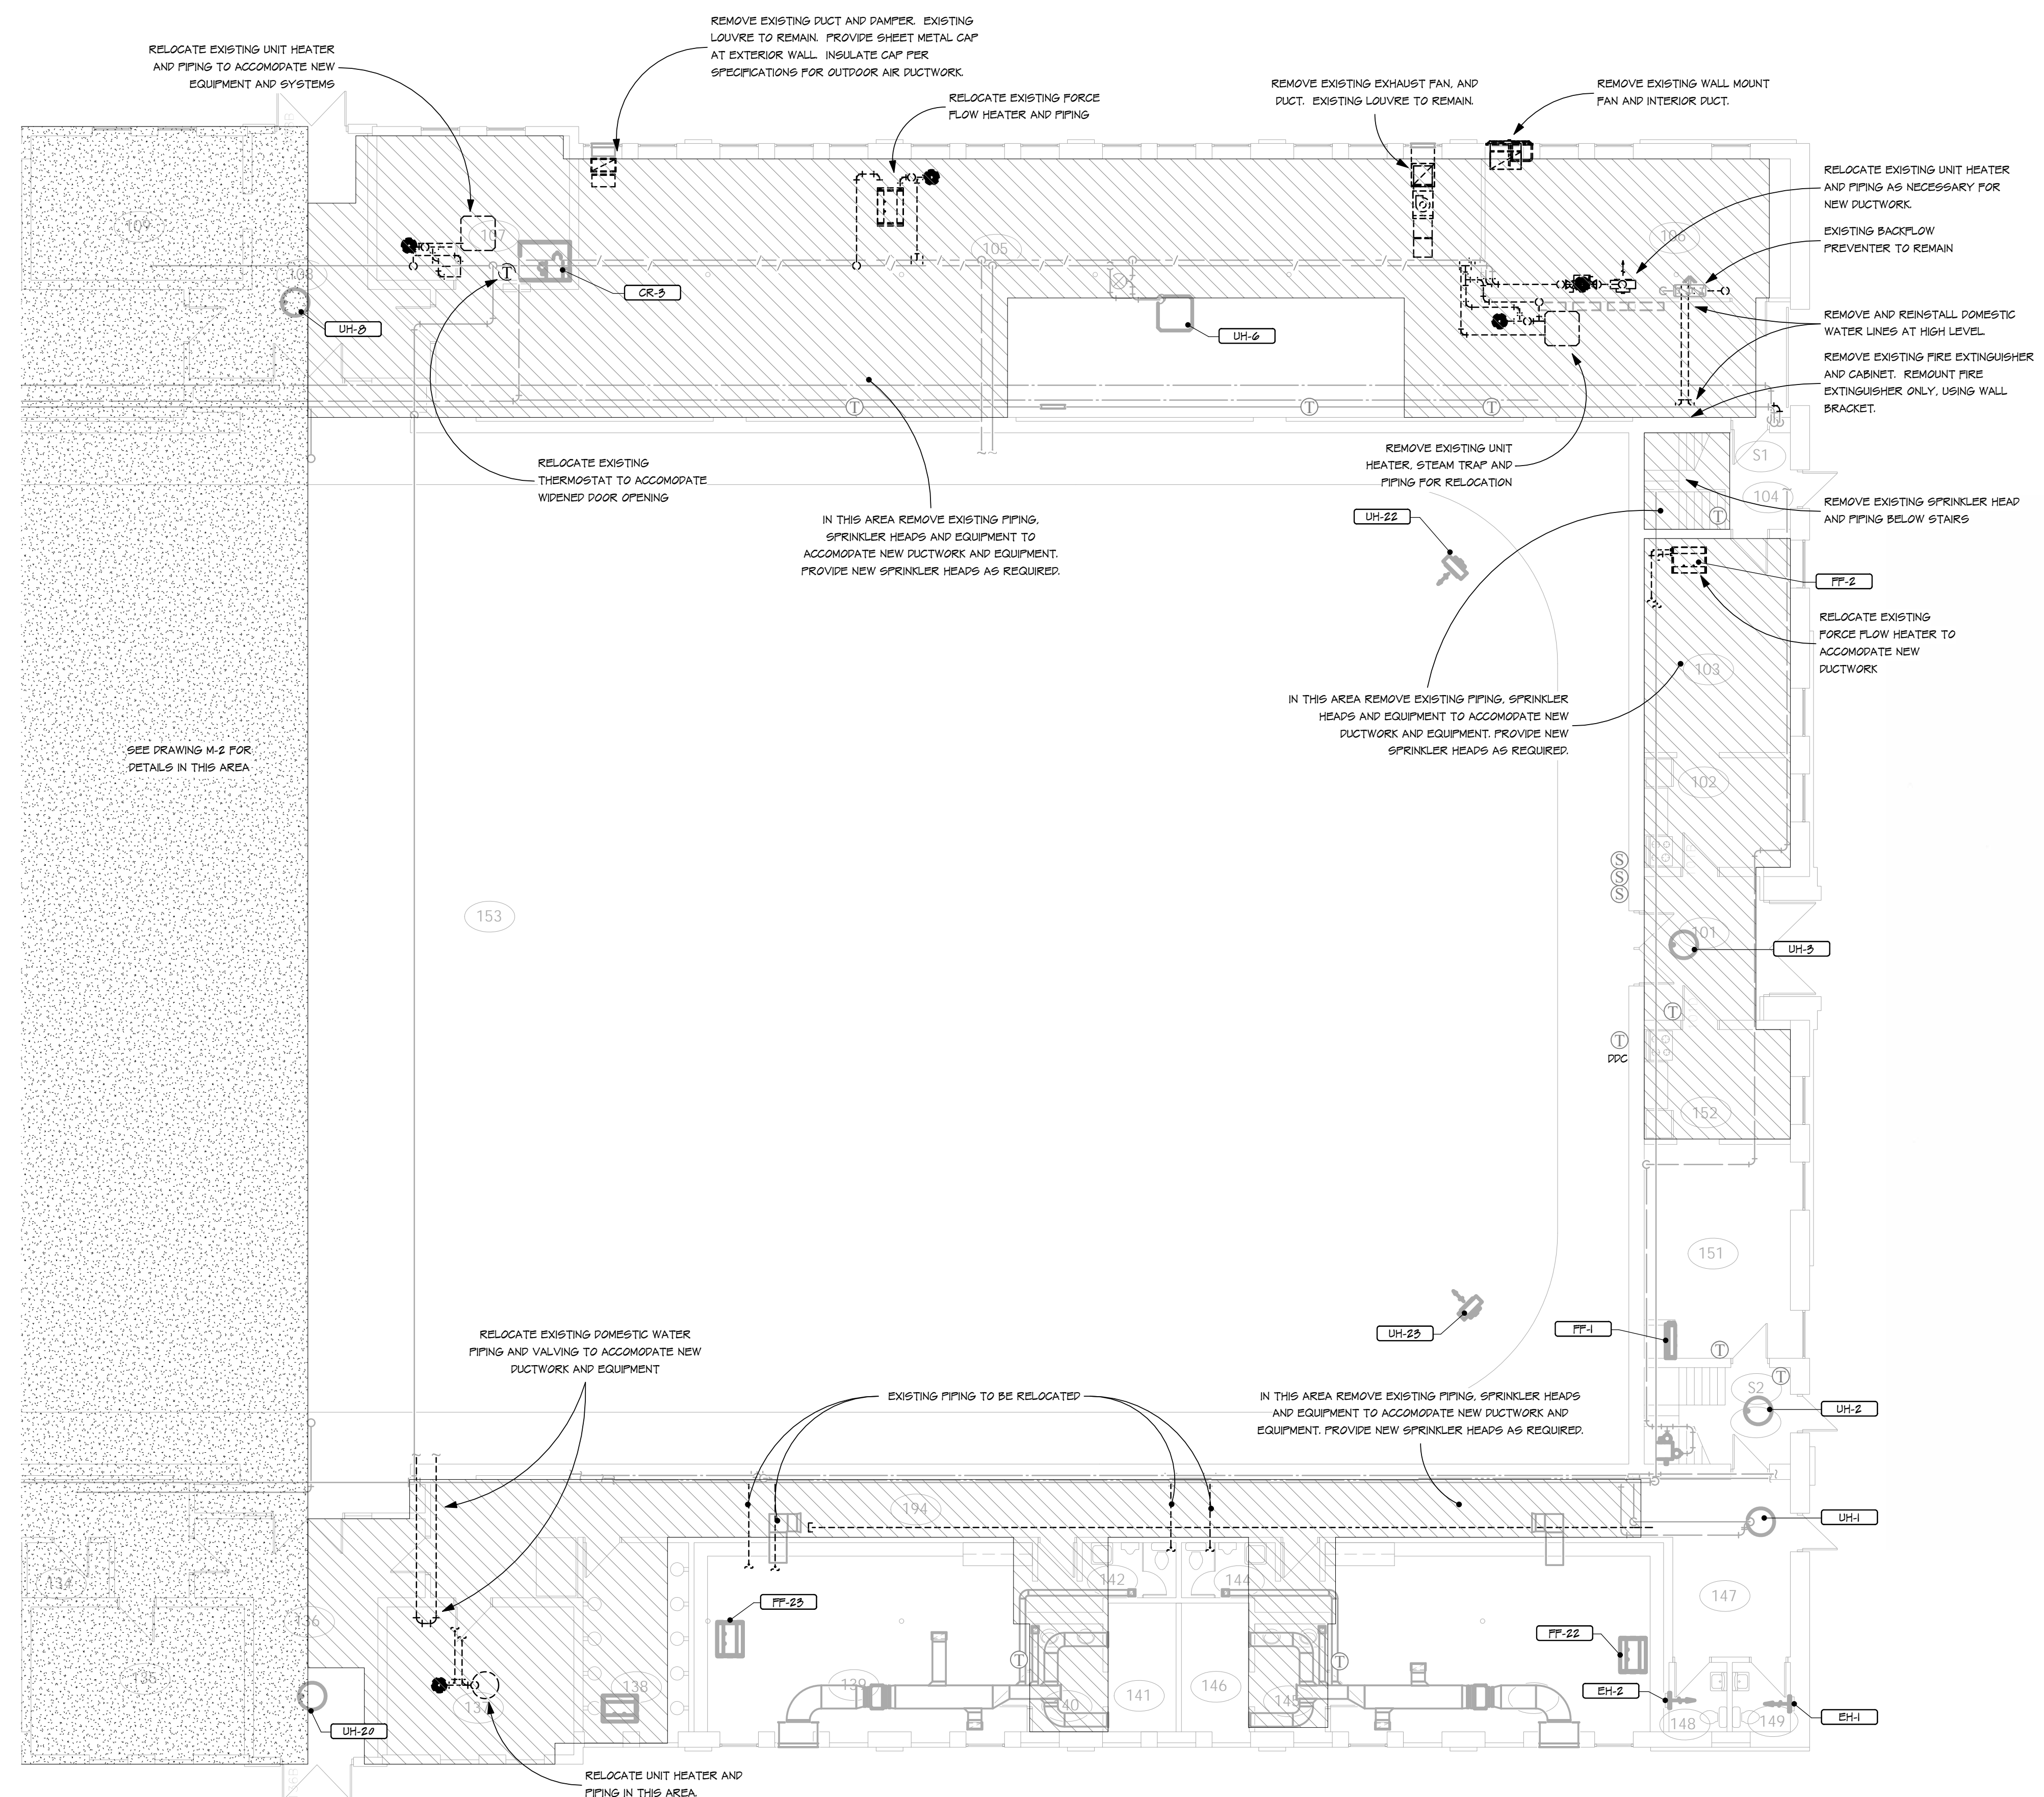 REMOVE EXISTING DUCT AND DAMPER. EXISTING
LOUVRE TO REMAIN. PROVIDE SHEET METAL CAP
AT EXTERIOR WALL. INSULATE CAP PER
SPECIFICATIONS FOR OUTDOOR AIR DUCTWORK.
RELOCATE EXISTING UNIT HEATER
AND PIPING TO ACCOMODATE NEW
EQUIPMENT AND SYSTEMS
RELOCATE EXISTING FORCE
FLOW HEATER AND PIPING
REMOVE EXISTING EXHAUST FAN, AND
DUCT. EXISTING LOUVRE TO REMAIN.
REMOVE EXISTING WALL MOUNT
FAN AND INTERIOR DUCT.
RELOCATE EXISTING UNIT HEATER
AND PIPING AS NECESSARY FOR
NEW DUCTWORK.
EXISTING BACKFLOW
PREVENTER TO REMAIN
REMOVE AND REINSTALL DOMESTIC
WATER LINES AT HIGH LEVEL.
REMOVE EXISTING FIRE EXTINGUISHER
AND CABINET. REMOUNT FIRE
EXTINGUISHER ONLY, USING WALL
BRACKET.
109
107
105
106
108
T
CR-3
UH-8
UH-6
T
T
T
RELOCATE EXISTING
THERMOSTAT TO ACCOMODATE
WIDENED DOOR OPENING
REMOVE EXISTING UNIT
HEATER, STEAM TRAP AND
PIPING FOR RELOCATION
S1
104
T
REMOVE EXISTING SPRINKLER HEAD
AND PIPING BELOW STAIRS
IN THIS AREA REMOVE EXISTING PIPING,
SPRINKLER HEADS AND EQUIPMENT TO
ACCOMODATE NEW DUCTWORK AND EQUIPMENT.
PROVIDE NEW SPRINKLER HEADS AS REQUIRED.
UH-22
FF-2
RELOCATE EXISTING
FORCE FLOW HEATER TO
ACCOMODATE NEW
DUCTWORK
103
IN THIS AREA REMOVE EXISTING PIPING, SPRINKLER
HEADS AND EQUIPMENT TO ACCOMODATE NEW
DUCTWORK AND EQUIPMENT. PROVIDE NEW
SPRINKLER HEADS AS REQUIRED.
SEE DRAWING M-2 FOR
DETAILS IN THIS AREA
102
S
S
S
153
101
UH-3
T
T
DDC
152
151
UH-23
FF-1
T
T
S2
UH-2
RELOCATE EXISTING DOMESTIC WATER
PIPING AND VALVING TO ACCOMODATE NEW
DUCTWORK AND EQUIPMENT
EXISTING PIPING TO BE RELOCATED
IN THIS AREA REMOVE EXISTING PIPING, SPRINKLER HEADS
AND EQUIPMENT TO ACCOMODATE NEW DUCTWORK AND
EQUIPMENT. PROVIDE NEW SPRINKLER HEADS AS REQUIRED.
194
UH-1
134
142
144
147
136
FF-23
FF-22
T
T
135
137
138
139
141
146
145
EH-2
148
149
EH-1
UH-20
RELOCATE UNIT HEATER AND
PIPING IN THIS AREA.